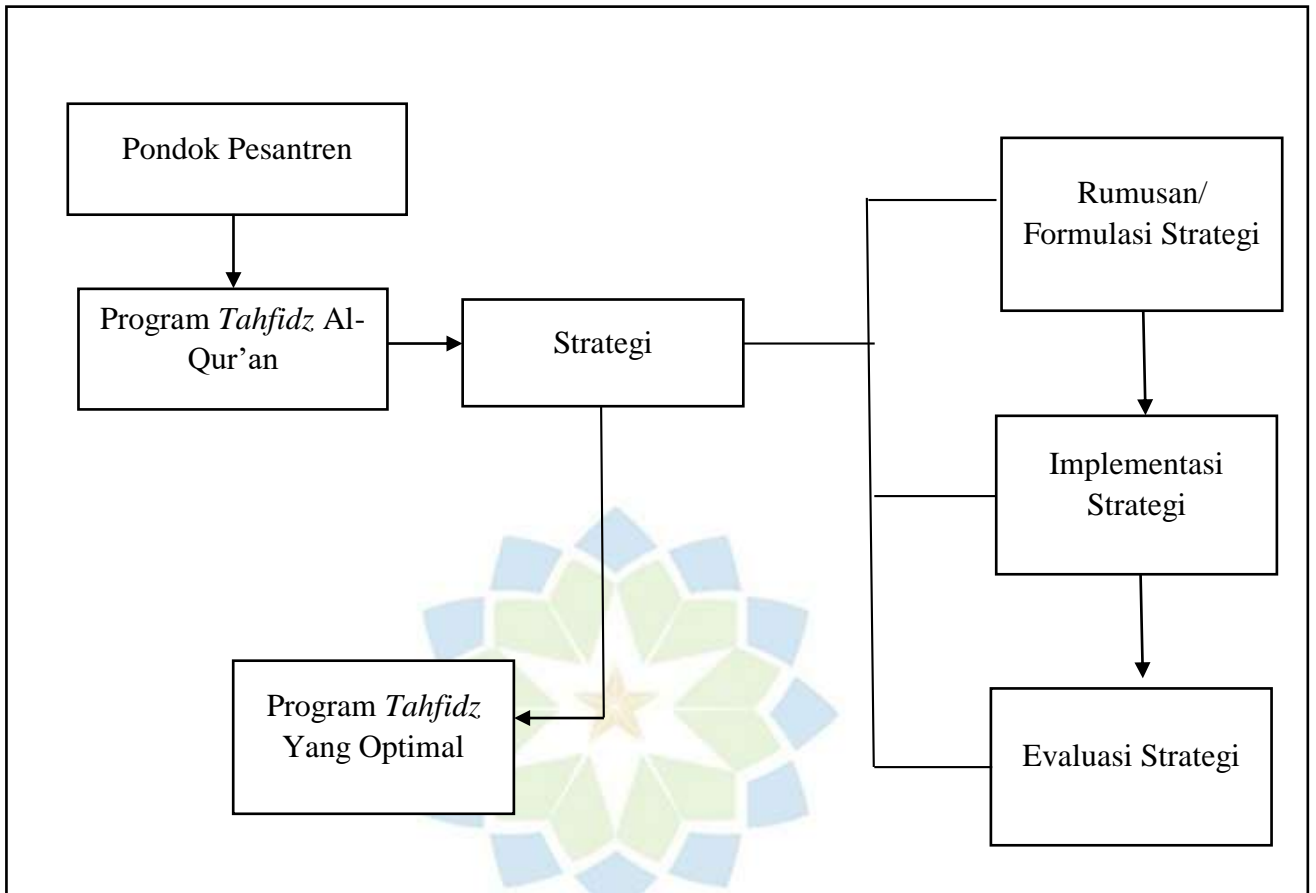 Pondok Pesantren
Program Tahfidz Al-
Qur’an
Strategi
Rumusan/
Formulasi Strategi
Implementasi
Strategi
Program Tahfidz
Yang Optimal
Evaluasi Strategi